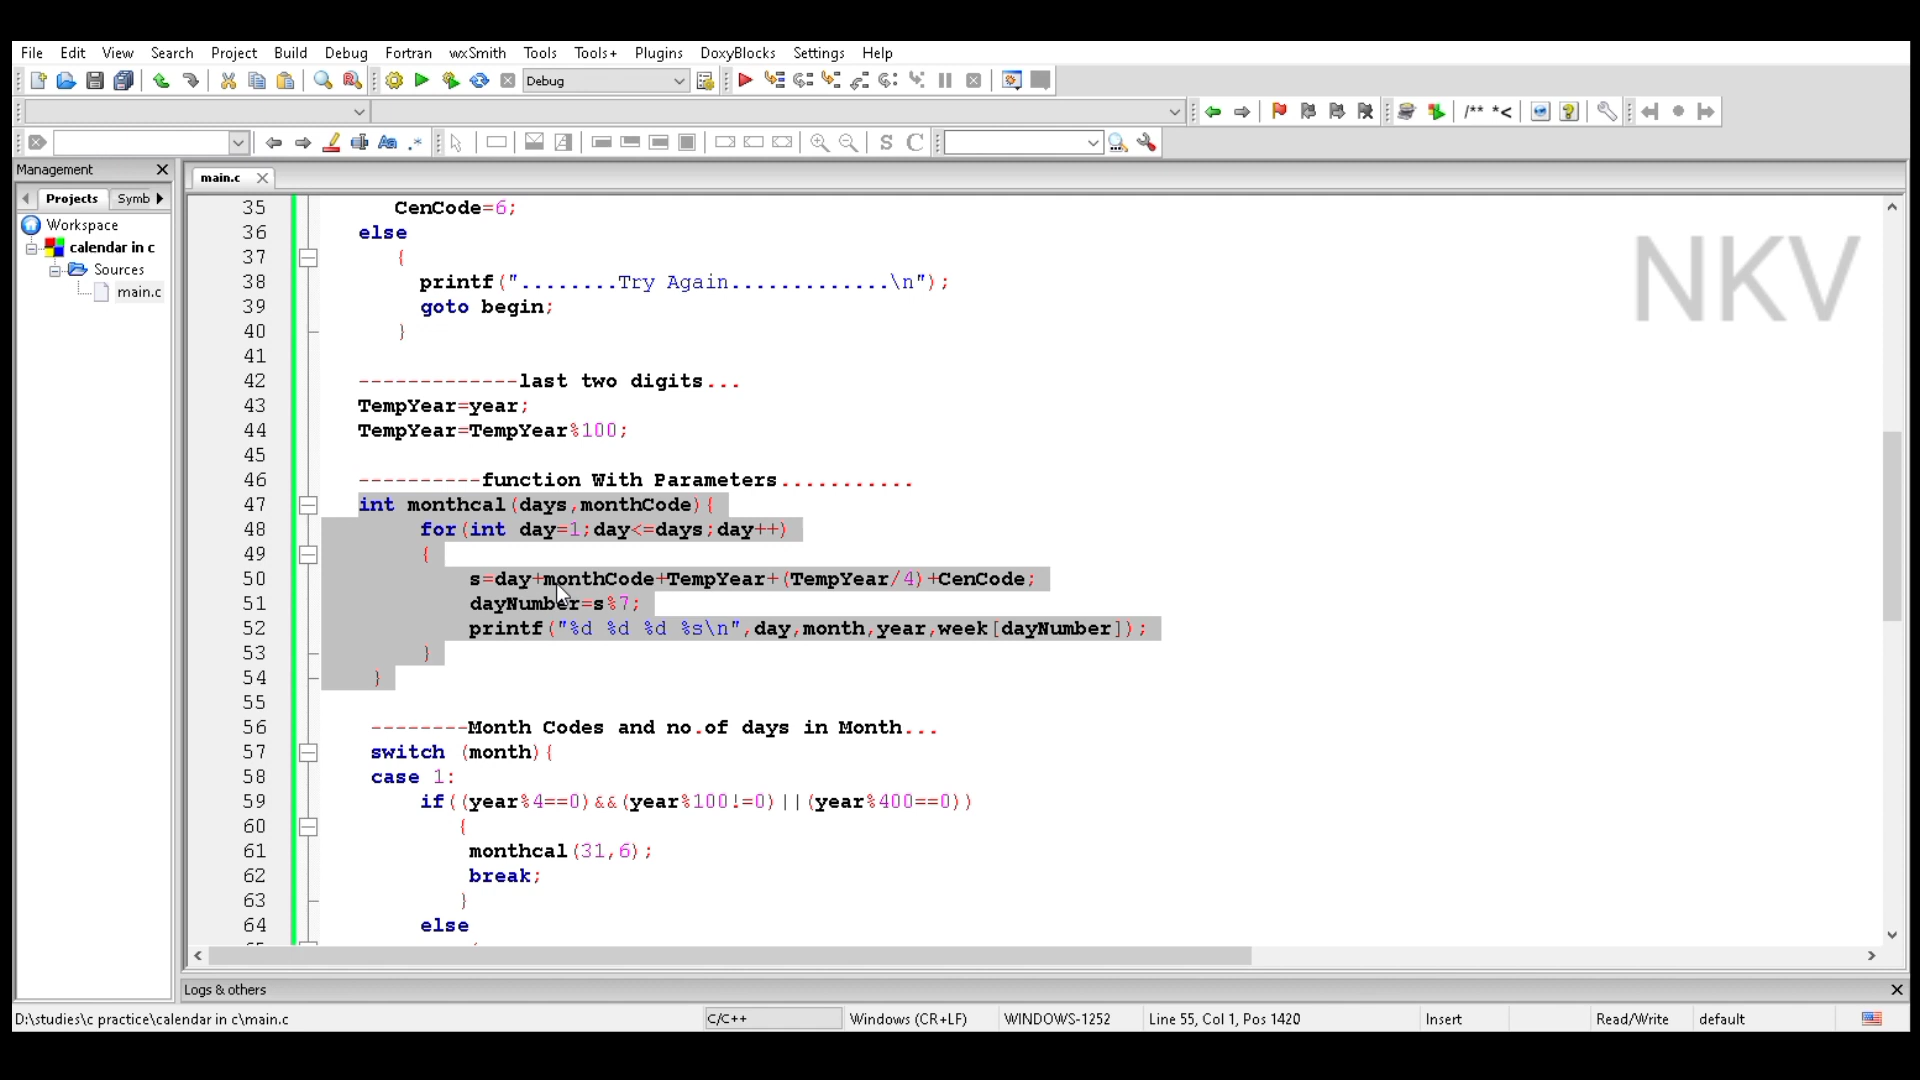 File Edit View Search Project Build Debug Fortran wxSmith Tools Tools+ Plugins DoxyBlocks Settings Help
Debug
/** *<
S C
Management
main.c
Projects Symb
Workspace
calendar in c
Sources
main.c
NKV
35 CenCode=6;
36 else
37 {
38 printf("........Try Again.............\n");
39 goto begin;
40 }
41
42 -------------last two digits...
43 TempYear=year;
44 TempYear=TempYear%100;
45
46 ----------function With Parameters...........
47 int monthcal(days,monthCode){
48 for(int day=1;day<=days;day++)
49 {
50 s=day+monthCode+TempYear+(TempYear/4)+CenCode;
51 dayNumber=s%7;
52 printf("%d %d %d %s\n",day,month,year,week[dayNumber]);
53 }
54 }
55
56 --------Month Codes and no.of days in Month...
57 switch (month){
58 case 1:
59 if((year%4==0)&&(year%100!=0)||(year%400==0))
60 {
61 monthcal(31,6);
62 break;
63 }
64 else
Logs & others
D:\studies\c practice\calendar in c\main.c C/C++ Windows (CR+LF) WINDOWS-1252 Line 55, Col 1, Pos 1420 Insert Read/Write default